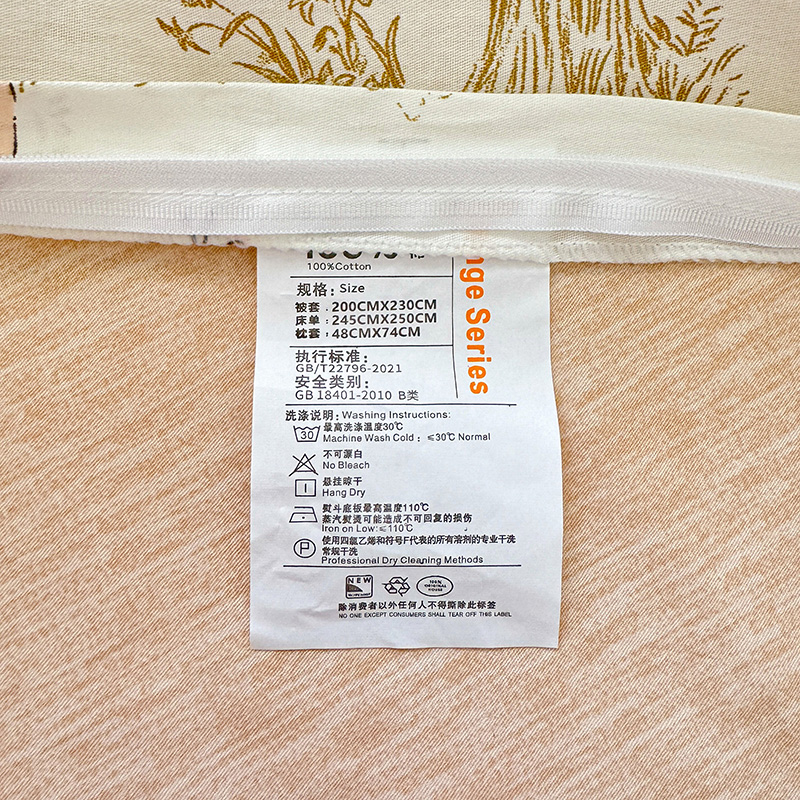 100%Cotton
规格: Size
被套: 200CMX230CM
床单: 245CMX250CM
枕套: 48CMX74CM
执行标准:
GB/T22796-2021
安全类别:
GB 18401-2010 B类
Series
洗涤说明: Washing Instructions:
30
最高洗涤温度30℃
Machine Wash Cold : ≤30℃ Normal
不可漂白
No Bleach
悬挂晾干
Hang Dry
熨斗底板最高温度110℃
蒸汽熨烫可能造成不可回复的损伤
Iron on Low:≤110℃
P
使用四氯乙烯和符号F代表的所有溶剂的专业干洗
常规干洗
Professional Dry Cleaning Methods
NEW
100%
ORIGINAL
除消费者以外任何人不得撕除此标签
NO ONE EXCEPT CONSUMERS SHALL TEAR OFF THIS LABEL